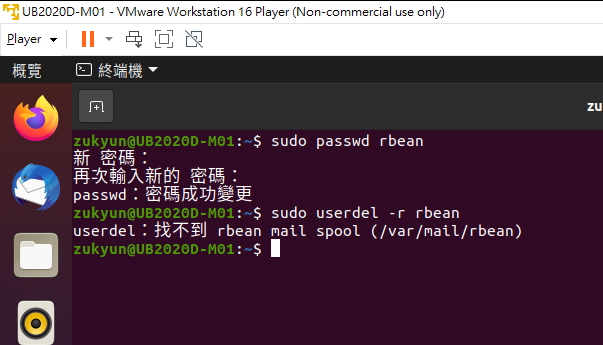 UB2020D-M01 - VMware Workstation 16 Player (Non-commercial use only)
Player
概覽 終端機
zu
zukyun@UB2020D-M01:~$ sudo passwd rbean
新 密碼：
再次輸入新的 密碼：
passwd：密碼成功變更
zukyun@UB2020D-M01:~$ sudo userdel -r rbean
userdel：找不到 rbean mail spool (/var/mail/rbean)
zukyun@UB2020D-M01:~$